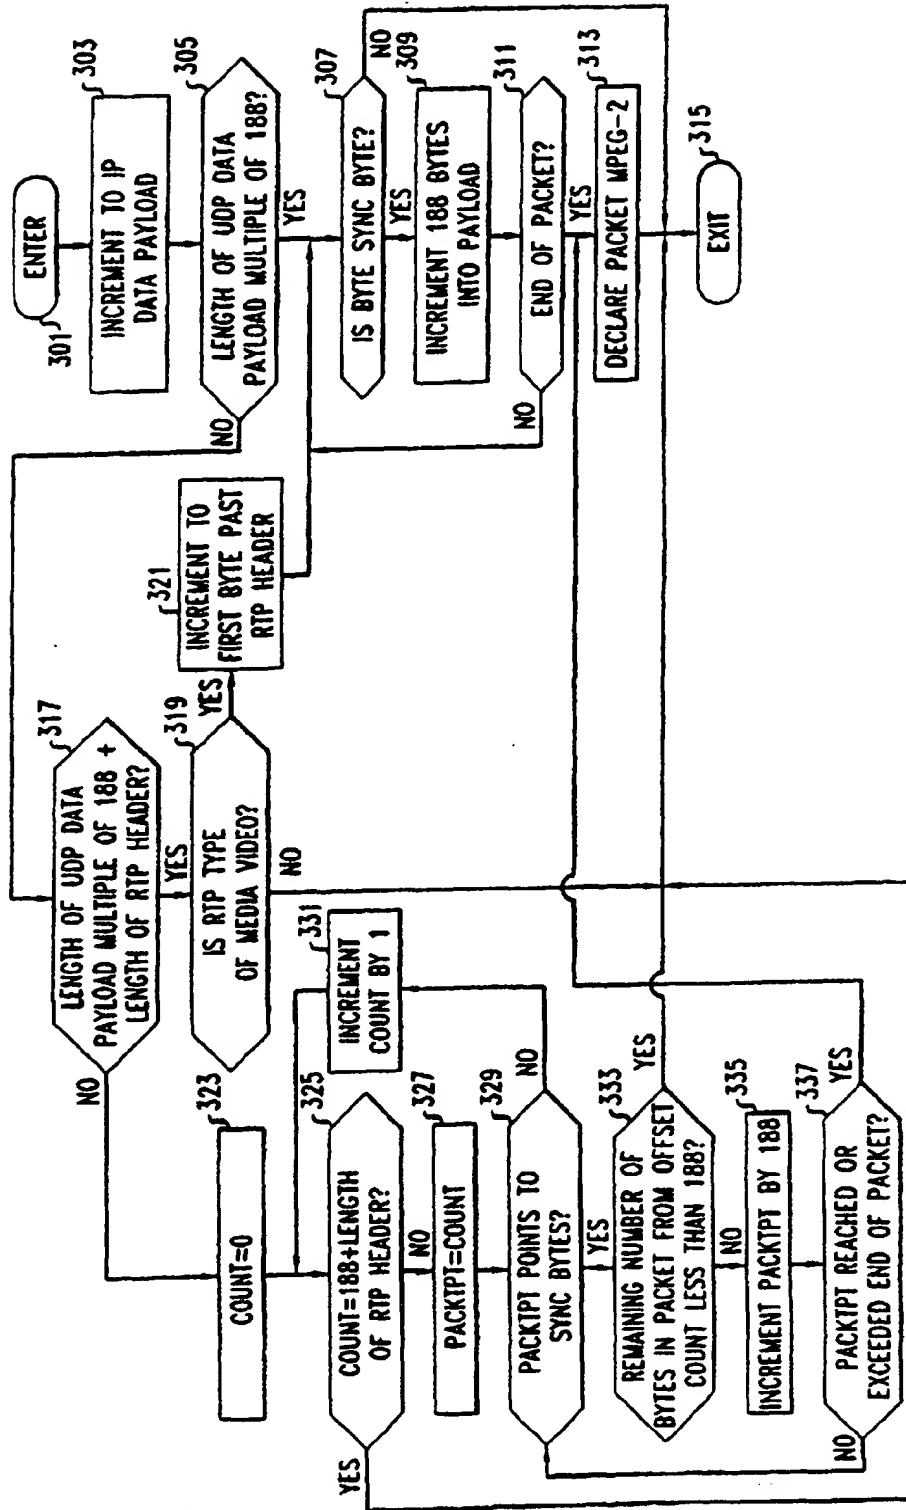 ENTER
301
INCREMENT TO IP
DATA PAYLOAD
303
LENGTH OF UDP DATA
PAYLOAD MULTIPLE OF 188?
305
NO
YES
IS BYTE SYNC BYTE?
307
NO
YES
INCREMENT 188 BYTES
INTO PAYLOAD
309
END OF PACKET?
311
NO
YES
DECLARE PACKET MPEG-2
313
EXIT
315
LENGTH OF UDP DATA
PAYLOAD MULTIPLE OF 188 +
LENGTH OF RTP HEADER?
317
NO
YES
IS RTP TYPE
OF MEDIA VIDEO?
319
YES
NO
INCREMENT TO
FIRST BYTE PAST
RTP HEADER
321
COUNT=0
323
COUNT=188+LENGTH
OF RTP HEADER?
325
YES
NO
PACKTPT=COUNT
327
PACKTPT POINTS TO
SYNC BYTES?
329
NO
YES
INCREMENT
COUNT BY 1
331
REMAINING NUMBER OF
BYTES IN PACKET FROM OFFSET
COUNT LESS THAN 188?
333
YES
NO
INCREMENT PACKTPT BY 188
335
PACKTPT REACHED OR
EXCEEDED END OF PACKET?
337
YES
NO